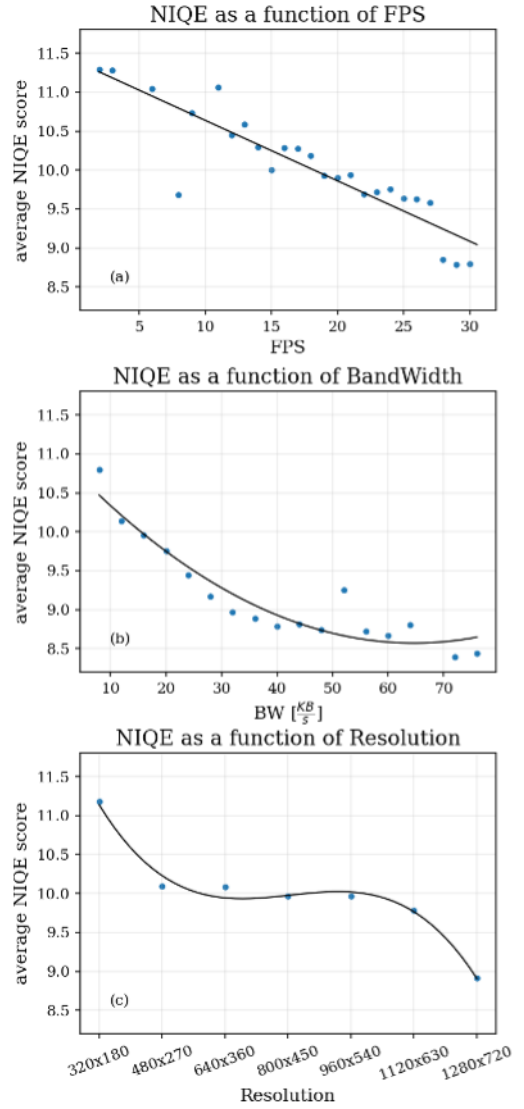 NIQE as a function of FPS
11.5
11.0
10.5
10.0
9.5
9.0
8.5
average NIQE score
(a)
5 10 15 20 25 30
FPS
NIQE as a function of BandWidth
11.5
11.0
10.5
10.0
9.5
9.0
8.5
average NIQE score
(b)
10 20 30 40 50 60 70
BW [KB/s]
NIQE as a function of Resolution
11.5
11.0
10.5
10.0
9.5
9.0
8.5
average NIQE score
(c)
320x180 480x270 640x360 800x450 960x540 1120x630 1280x720
Resolution